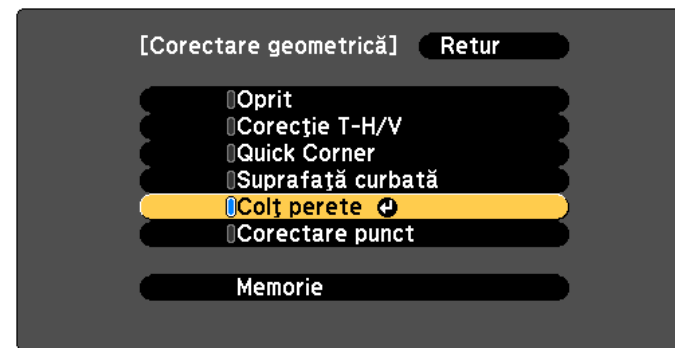 [Corectare geometrică] Retur
Oprit
Corecţie T-H/V
Quick Corner
Suprafaţă curbată
Colţ perete
Corectare punct
Memorie